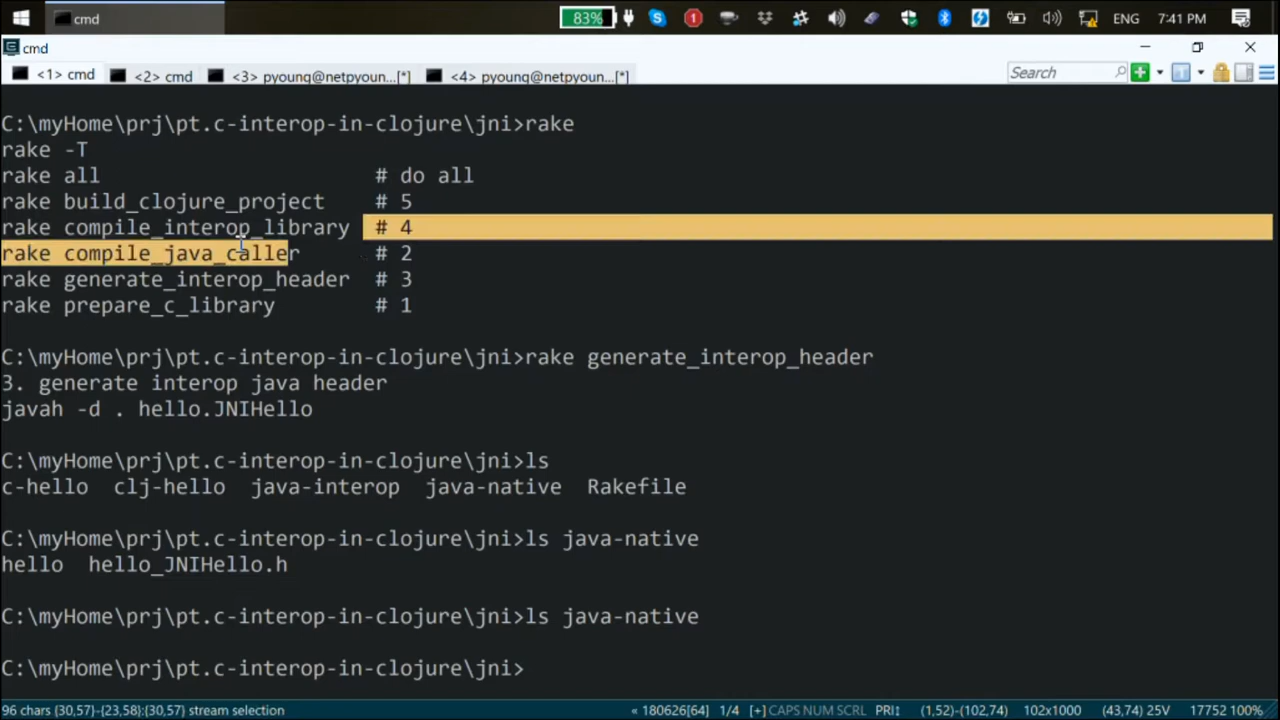 cmd
83%
1
ENG
7:41 PM
cmd
<1> cmd
<2> cmd
<3> pyoung@netpyoun...[*]
<4> pyoung@netpyoun...[*]
Search
C:\myHome\prj\pt.c-interop-in-clojure\jni>rake
rake -T
rake all # do all
rake build_clojure_project # 5
rake compile_interop_library # 4
rake compile_java_caller # 2
rake generate_interop_header # 3
rake prepare_c_library # 1
C:\myHome\prj\pt.c-interop-in-clojure\jni>rake generate_interop_header
3. generate interop java header
javah -d . hello.JNIHello
C:\myHome\prj\pt.c-interop-in-clojure\jni>ls
c-hello clj-hello java-interop java-native Rakefile
C:\myHome\prj\pt.c-interop-in-clojure\jni>ls java-native
hello hello_JNIHello.h
C:\myHome\prj\pt.c-interop-in-clojure\jni>ls java-native
C:\myHome\prj\pt.c-interop-in-clojure\jni>
96 chars (30,57)-{23,58}:(30,57) stream selection
« 180626[64] 1/4 [+] CAPS NUM SCRL PRI↕ (1,52)-(102,74) 102x1000 (43,74) 25V 17752 100%